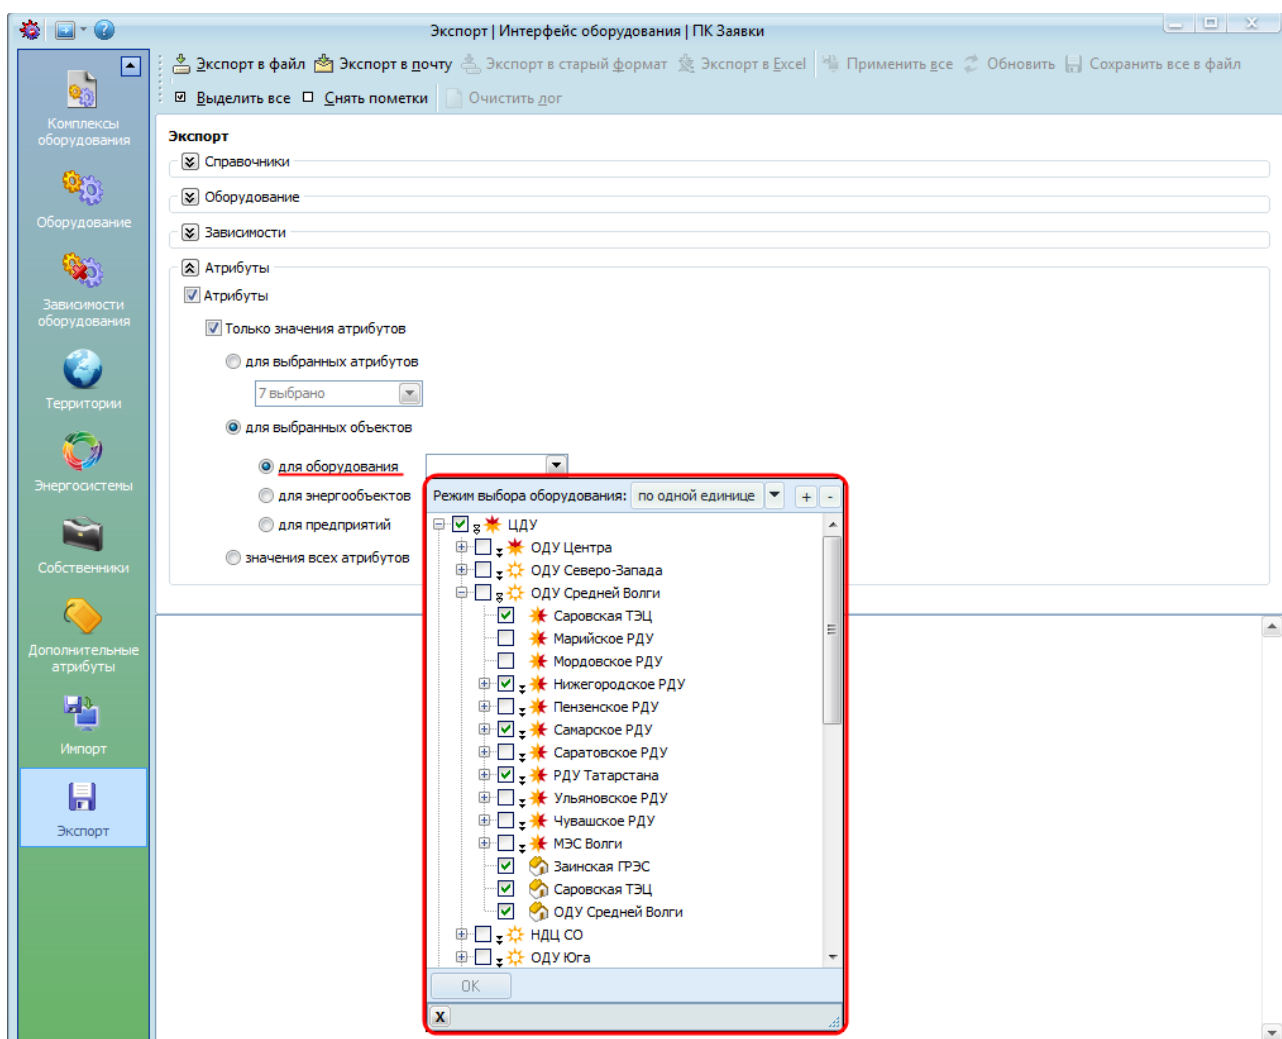 Экспорт | Интерфейс оборудования | ПК Заявки
Экспорт в файл Экспорт в почту Экспорт в старый формат Экспорт в Excel Применить все Обновить Сохранить все в файл
Выделить все Снять пометки Очистить лог
Комплексы
оборудования
Оборудование
Зависимости
оборудования
Территории
Энергосистемы
Собственники
Дополнительные
атрибуты
Импорт
Экспорт
Экспорт
Справочники
Оборудование
Зависимости
Атрибуты
Атрибуты
Только значения атрибутов
для выбранных атрибутов
7 выбрано
для выбранных объектов
для оборудования
для энергообъектов
для предприятий
значения всех атрибутов
Режим выбора оборудования: по одной единице + -
ЦДУ
ОДУ Центра
ОДУ Северо-Запада
ОДУ Средней Волги
Саровская ТЭЦ
Марийское РДУ
Мордовское РДУ
Нижегородское РДУ
Пензенское РДУ
Самарское РДУ
Саратовское РДУ
РДУ Татарстана
Ульяновское РДУ
Чувашское РДУ
МЭС Волги
Заинская ГРЭС
Саровская ТЭЦ
ОДУ Средней Волги
НДЦ СО
ОДУ Юга
OK
X